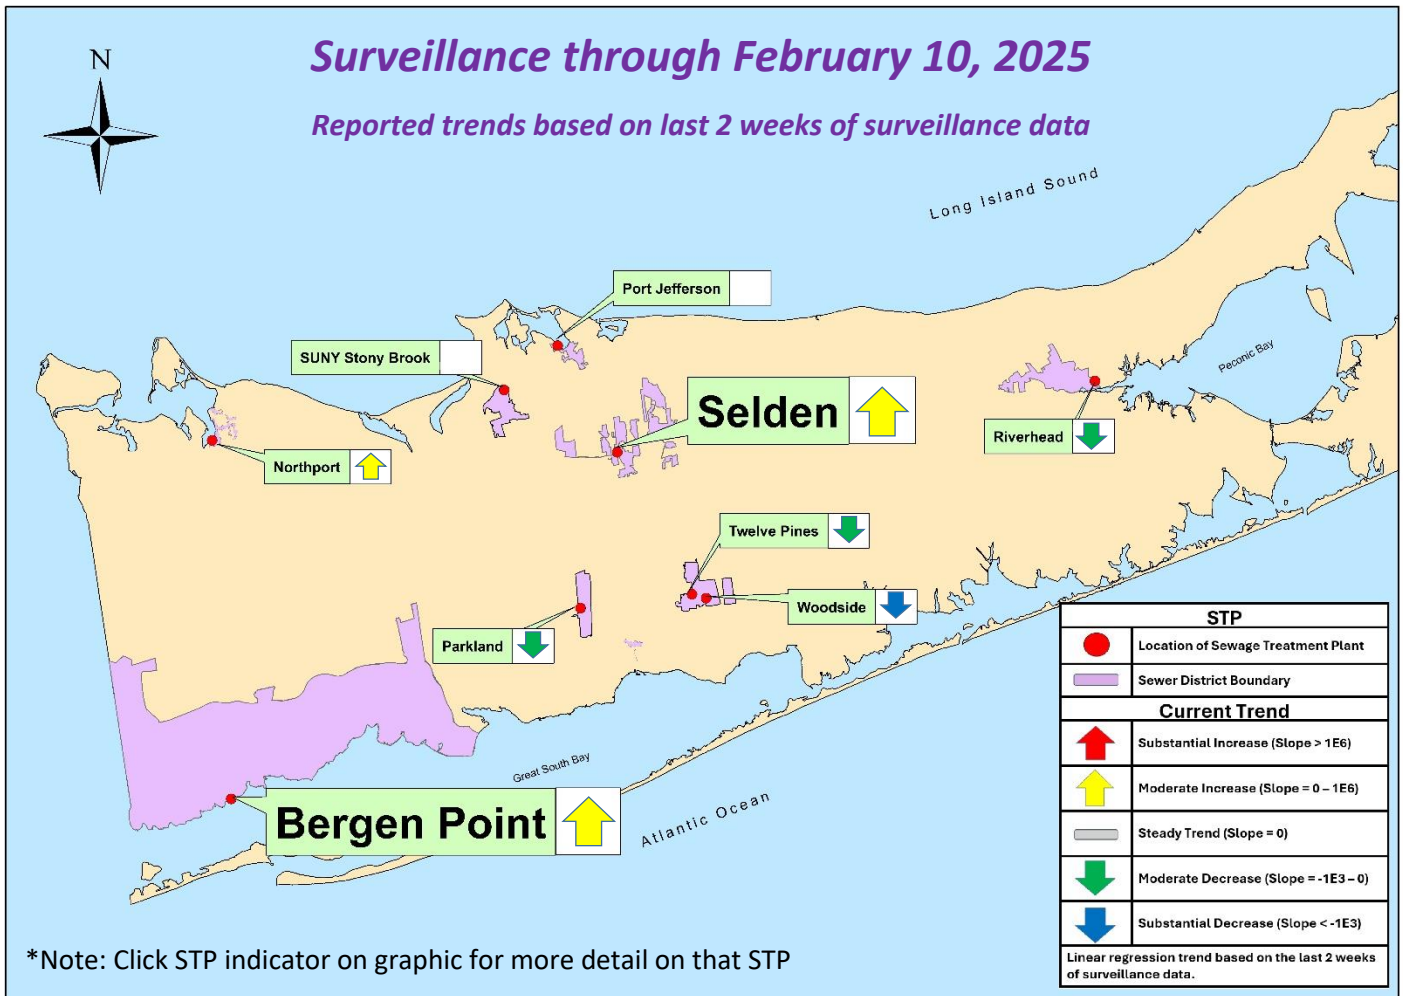 Surveillance through February 10, 2025
Reported trends based on last 2 weeks of surveillance data
N
Long Island Sound
Port Jefferson
SUNY Stony Brook
Peconic Bay
Selden
Riverhead
Northport
Twelve Pines
Woodside
Parkland
Great South Bay
Bergen Point
Atlantic Ocean
STP
Location of Sewage Treatment Plant
Sewer District Boundary
Current Trend
Substantial Increase (Slope > 1E6)
Moderate Increase (Slope = 0 – 1E6)
Steady Trend (Slope = 0)
Moderate Decrease (Slope = -1E3 – 0)
Substantial Decrease (Slope < -1E3)
Linear regression trend based on the last 2 weeks
of surveillance data.
*Note: Click STP indicator on graphic for more detail on that STP